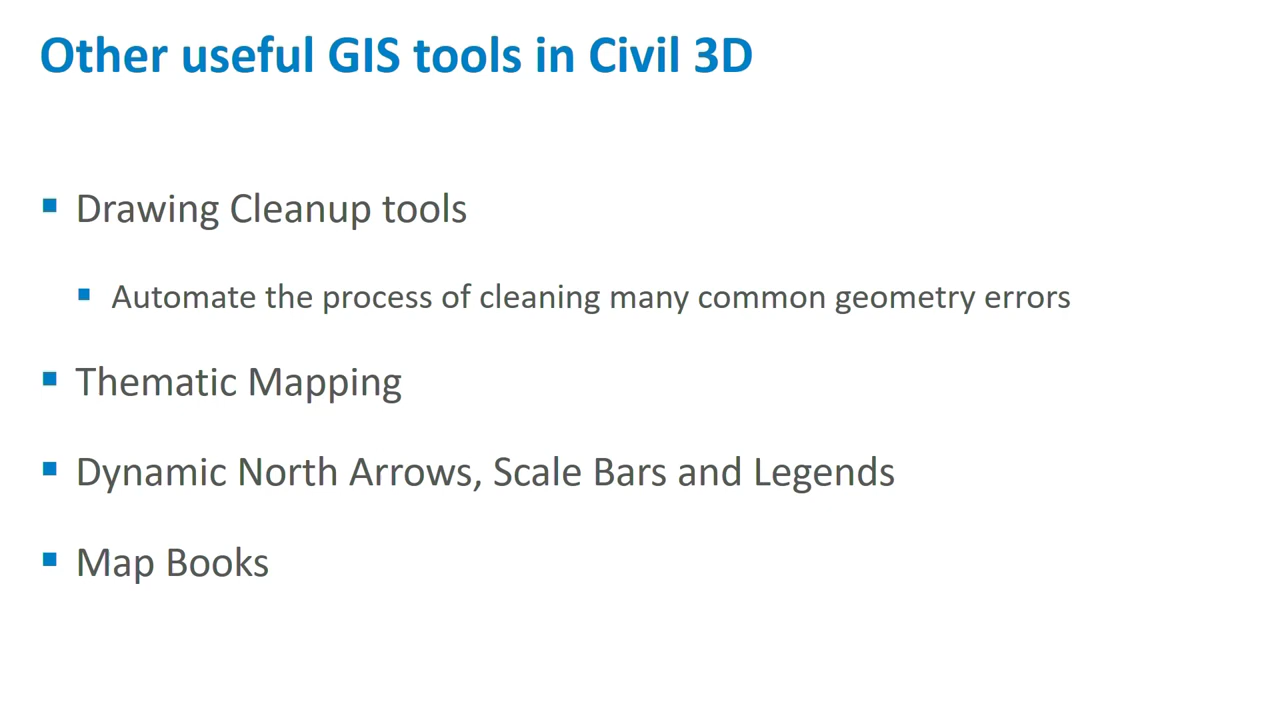 Other useful GIS tools in Civil 3D
Drawing Cleanup tools
Automate the process of cleaning many common geometry errors
Thematic Mapping
Dynamic North Arrows, Scale Bars and Legends
Map Books